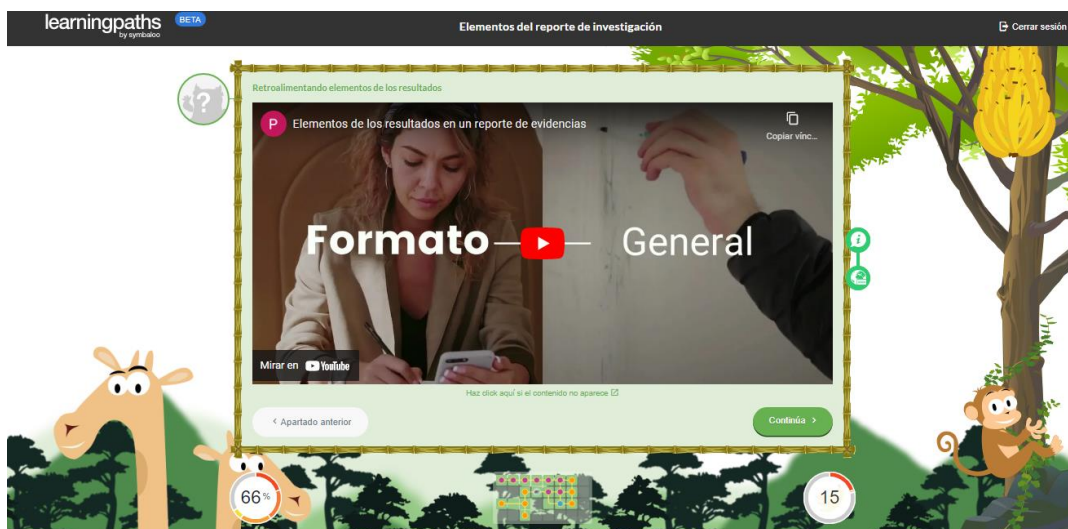 learningpaths
BETA
by symbaloo
Elementos del reporte de investigación
Cerrar sesión
?
Retroalimentando elementos de los resultados
P
Elementos de los resultados en un reporte de evidencias
Copiar vínc...
Formato
General
i
Mirar en YouTube
Haz click aquí si el contenido no aparece
< Apartado anterior
Continúa >
66%
15